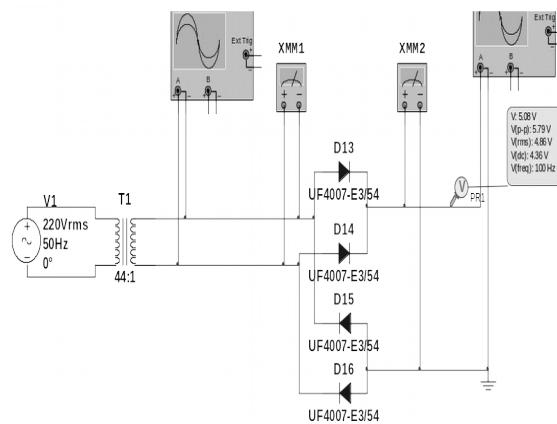 Ext Trig
+
A
B
XMM1
XMM2
Ext Trig
A
B
V: 5.08 V
V(p-p): 5.79 V
V(rms): 4.86 V
V(dc): 4.36 V
V(freq): 100 Hz
V
PR1
D13
UF4007-E3/54
V1
T1
220Vrms
50Hz
0°
44:1
D14
UF4007-E3/54
D15
UF4007-E3/54
D16
UF4007-E3/54